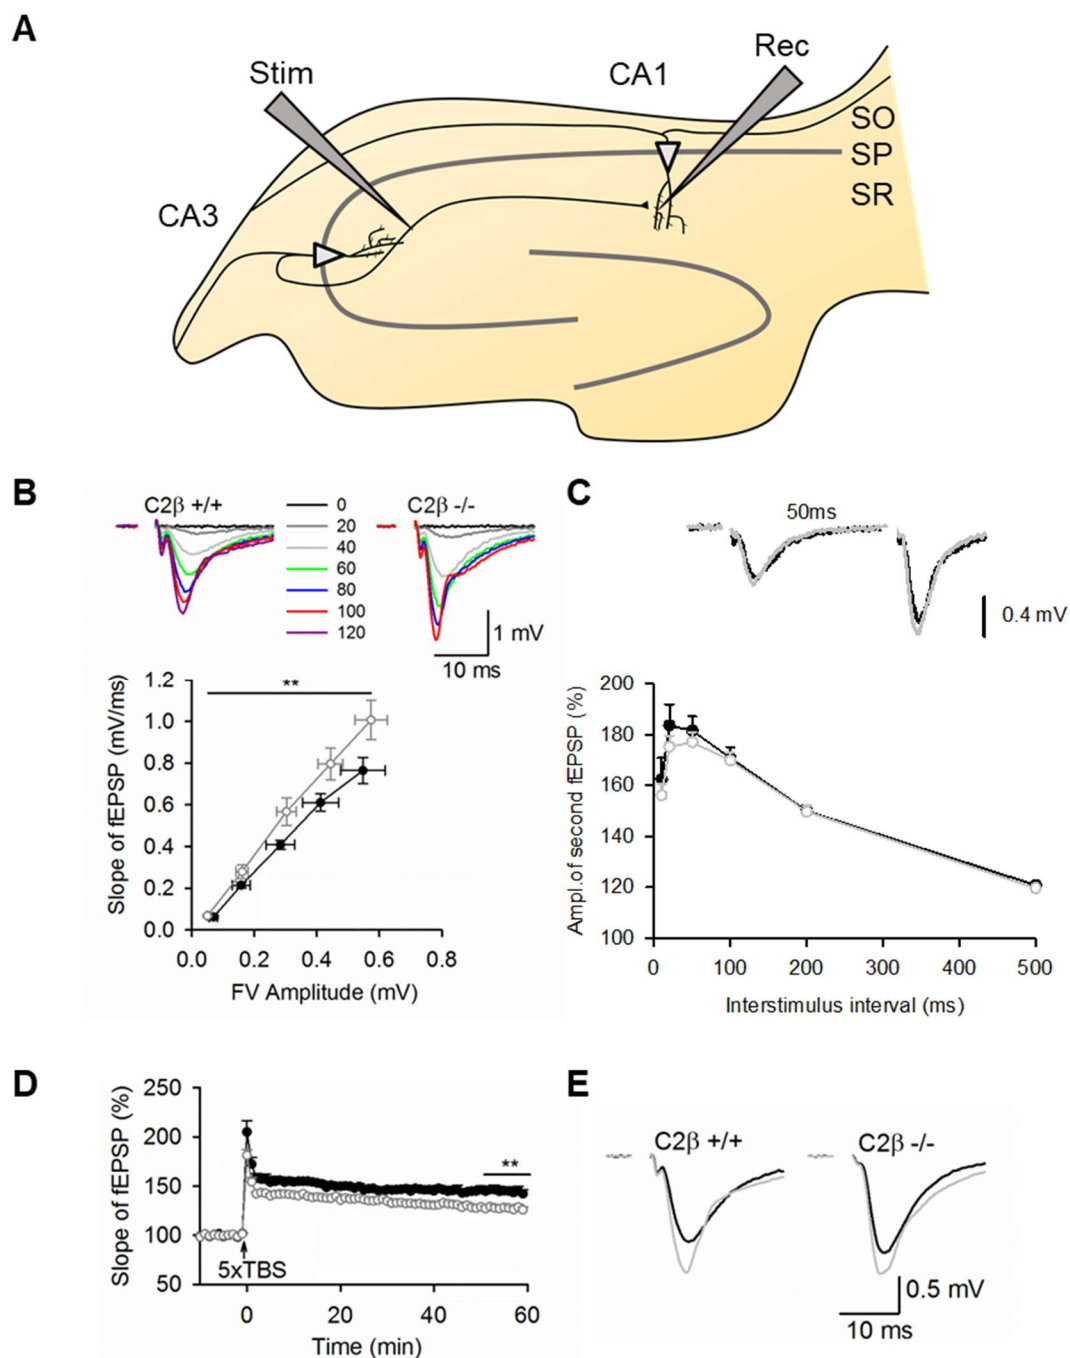 A
Stim
CA1
Rec
SO
SP
SR
CA3
B
C2β +/+
0
20
40
60
80
100
120
C2β -/-
1 mV
10 ms
**
1.2
1.0
0.8
0.6
0.4
0.2
0.0
Slope of fEPSP (mV/ms)
0.0 0.2 0.4 0.6 0.8
FV Amplitude (mV)
C
50ms
0.4 mV
200
180
160
140
120
100
Ampl.of second fEPSP (%)
0 100 200 300 400 500
Interstimulus interval (ms)
D
250
200
150
100
50
Slope of fEPSP (%)
**
5xTBS
0 20 40 60
Time (min)
E
C2β +/+
C2β -/-
0.5 mV
10 ms